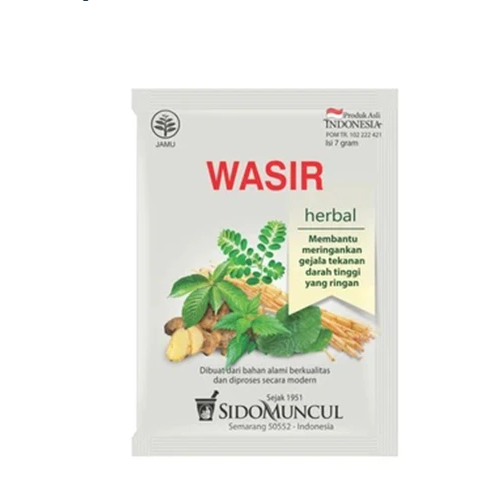 JAMU
Produk Asli
INDONESIA
POM TR. 102 222 421
Isi 7 gram
WASIR
herbal
Membantu
meringankan
gejala tekanan
darah tinggi
yang ringan
Dibuat dari bahan alami berkualitas
dan diproses secara modern
Sejak 1951
SIDOMUNCUL
Semarang 50552 - Indonesia